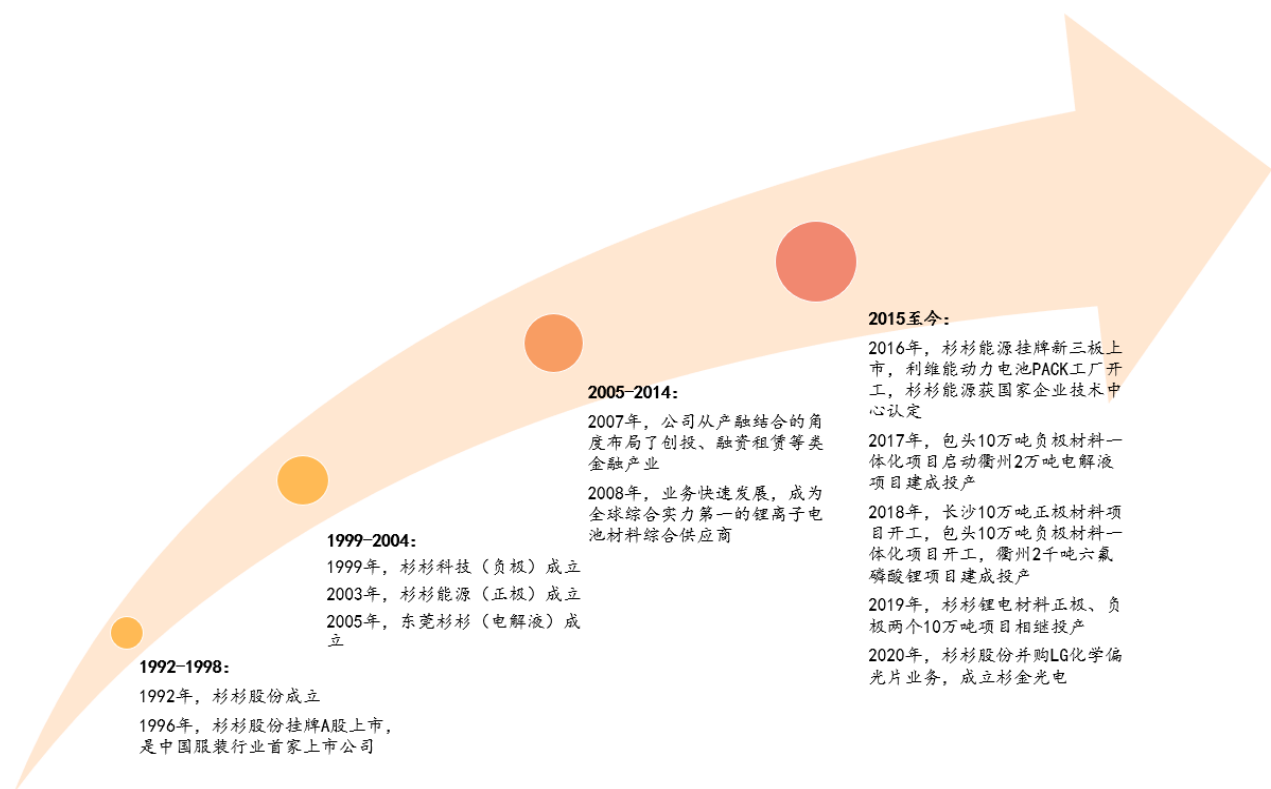 1992-1998：
1992年，杉杉股份成立
1996年，杉杉股份挂牌A股上市，
是中国服装行业首家上市公司
1999-2004：
1999年，杉杉科技（负极）成立
2003年，杉杉能源（正极）成立
2005年，东莞杉杉（电解液）成
立
2005-2014：
2007年，公司从产融结合的角
度布局了创投、融资租赁等类
金融产业
2008年，业务快速发展，成为
全球综合实力第一的锂离子电
池材料综合供应商
2015至今：
2016年，杉杉能源挂牌新三板上
市，利维能动力电池PACK工厂开
工，杉杉能源获国家企业技术中
心认定
2017年，包头10万吨负极材料一
体化项目启动衢州2万吨电解液
项目建成投产
2018年，长沙10万吨正极材料项
目开工，包头10万吨负极材料一
体化项目开工，衢州2千吨六氟
磷酸锂项目建成投产
2019年，杉杉锂电材料正极、负
极两个10万吨项目相继投产
2020年，杉杉股份并购LG化学偏
光片业务，成立杉金光电